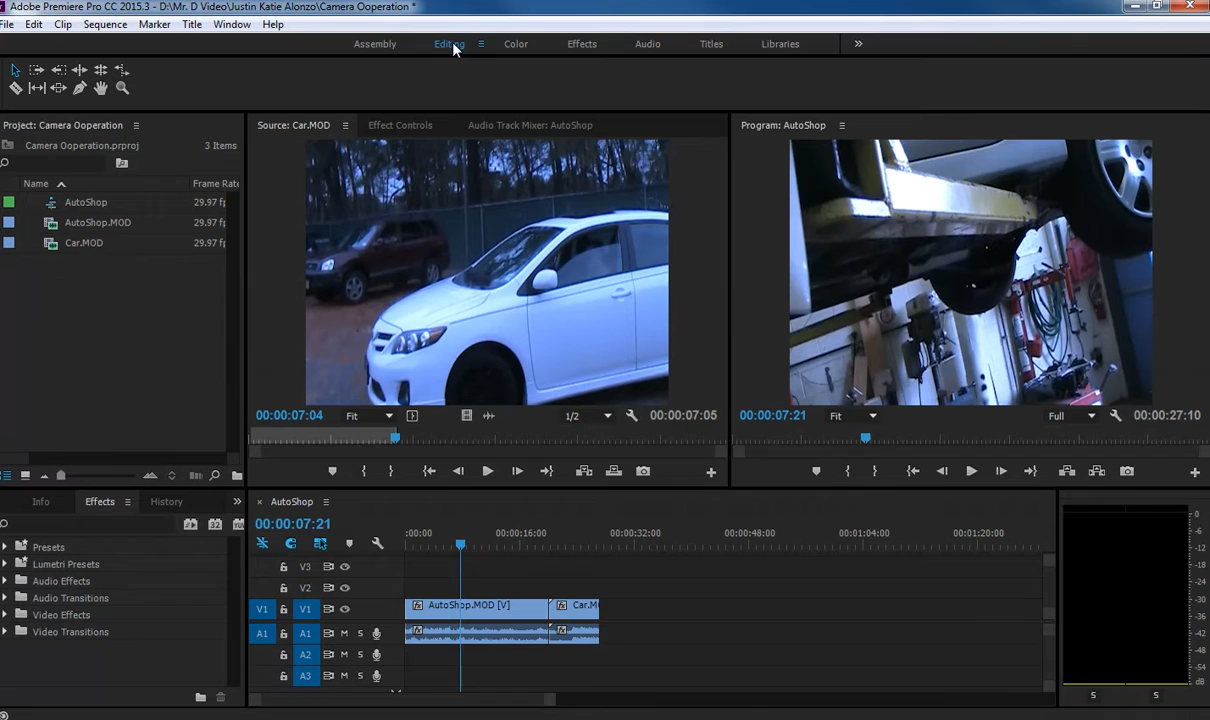 Adobe Premiere Pro CC 2015.3 - D:\Mr. D Video\Justin Katie Alonzo\Camera Ooperation *
File Edit Clip Sequence Marker Title Window Help
Assembly Editing Color Effects Audio Titles Libraries
Project: Camera Ooperation
Source: Car.MOD Effect Controls Audio Track Mixer: AutoShop
Program: AutoShop
Camera Ooperation.prproj 3 Items
Name Frame Rate
AutoShop 29.97 f
AutoShop.MOD 29.97 f
Car.MOD 29.97 f
00:00:07:04 Fit 1/2 00:00:07:05
00:00:07:21 Fit Full 00:00:27:10
Info Effects History
AutoShop
00:00:07:21
:00:00 00:00:16:00 00:00:32:00 00:00:48:00 00:01:04:00 00:01:20:00
Presets
Lumetri Presets
Audio Effects
Audio Transitions
Video Effects
Video Transitions
V3
V2
V1 V1 AutoShop.MOD [V] Car.M
A1 A1 M S
A2 M S
A3 M S
0
-6
-12
-18
-24
-30
-36
-42
-48
-54
dB
S S